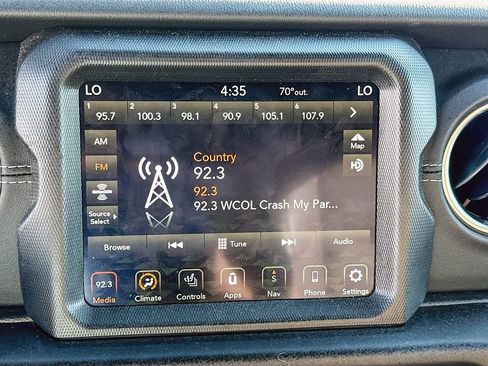 LO 4:35 70°out. LO
1 2 3 4 5 6
95.7 100.3 98.1 90.9 105.1 107.9
AM
FM
SiriusXM
Source Select
Country
92.3
92.3
92.3 WCOL Crash My Par...
Map
HD
Browse Tune Audio
92.3 S
Media Climate Controls Apps Nav Phone Settings